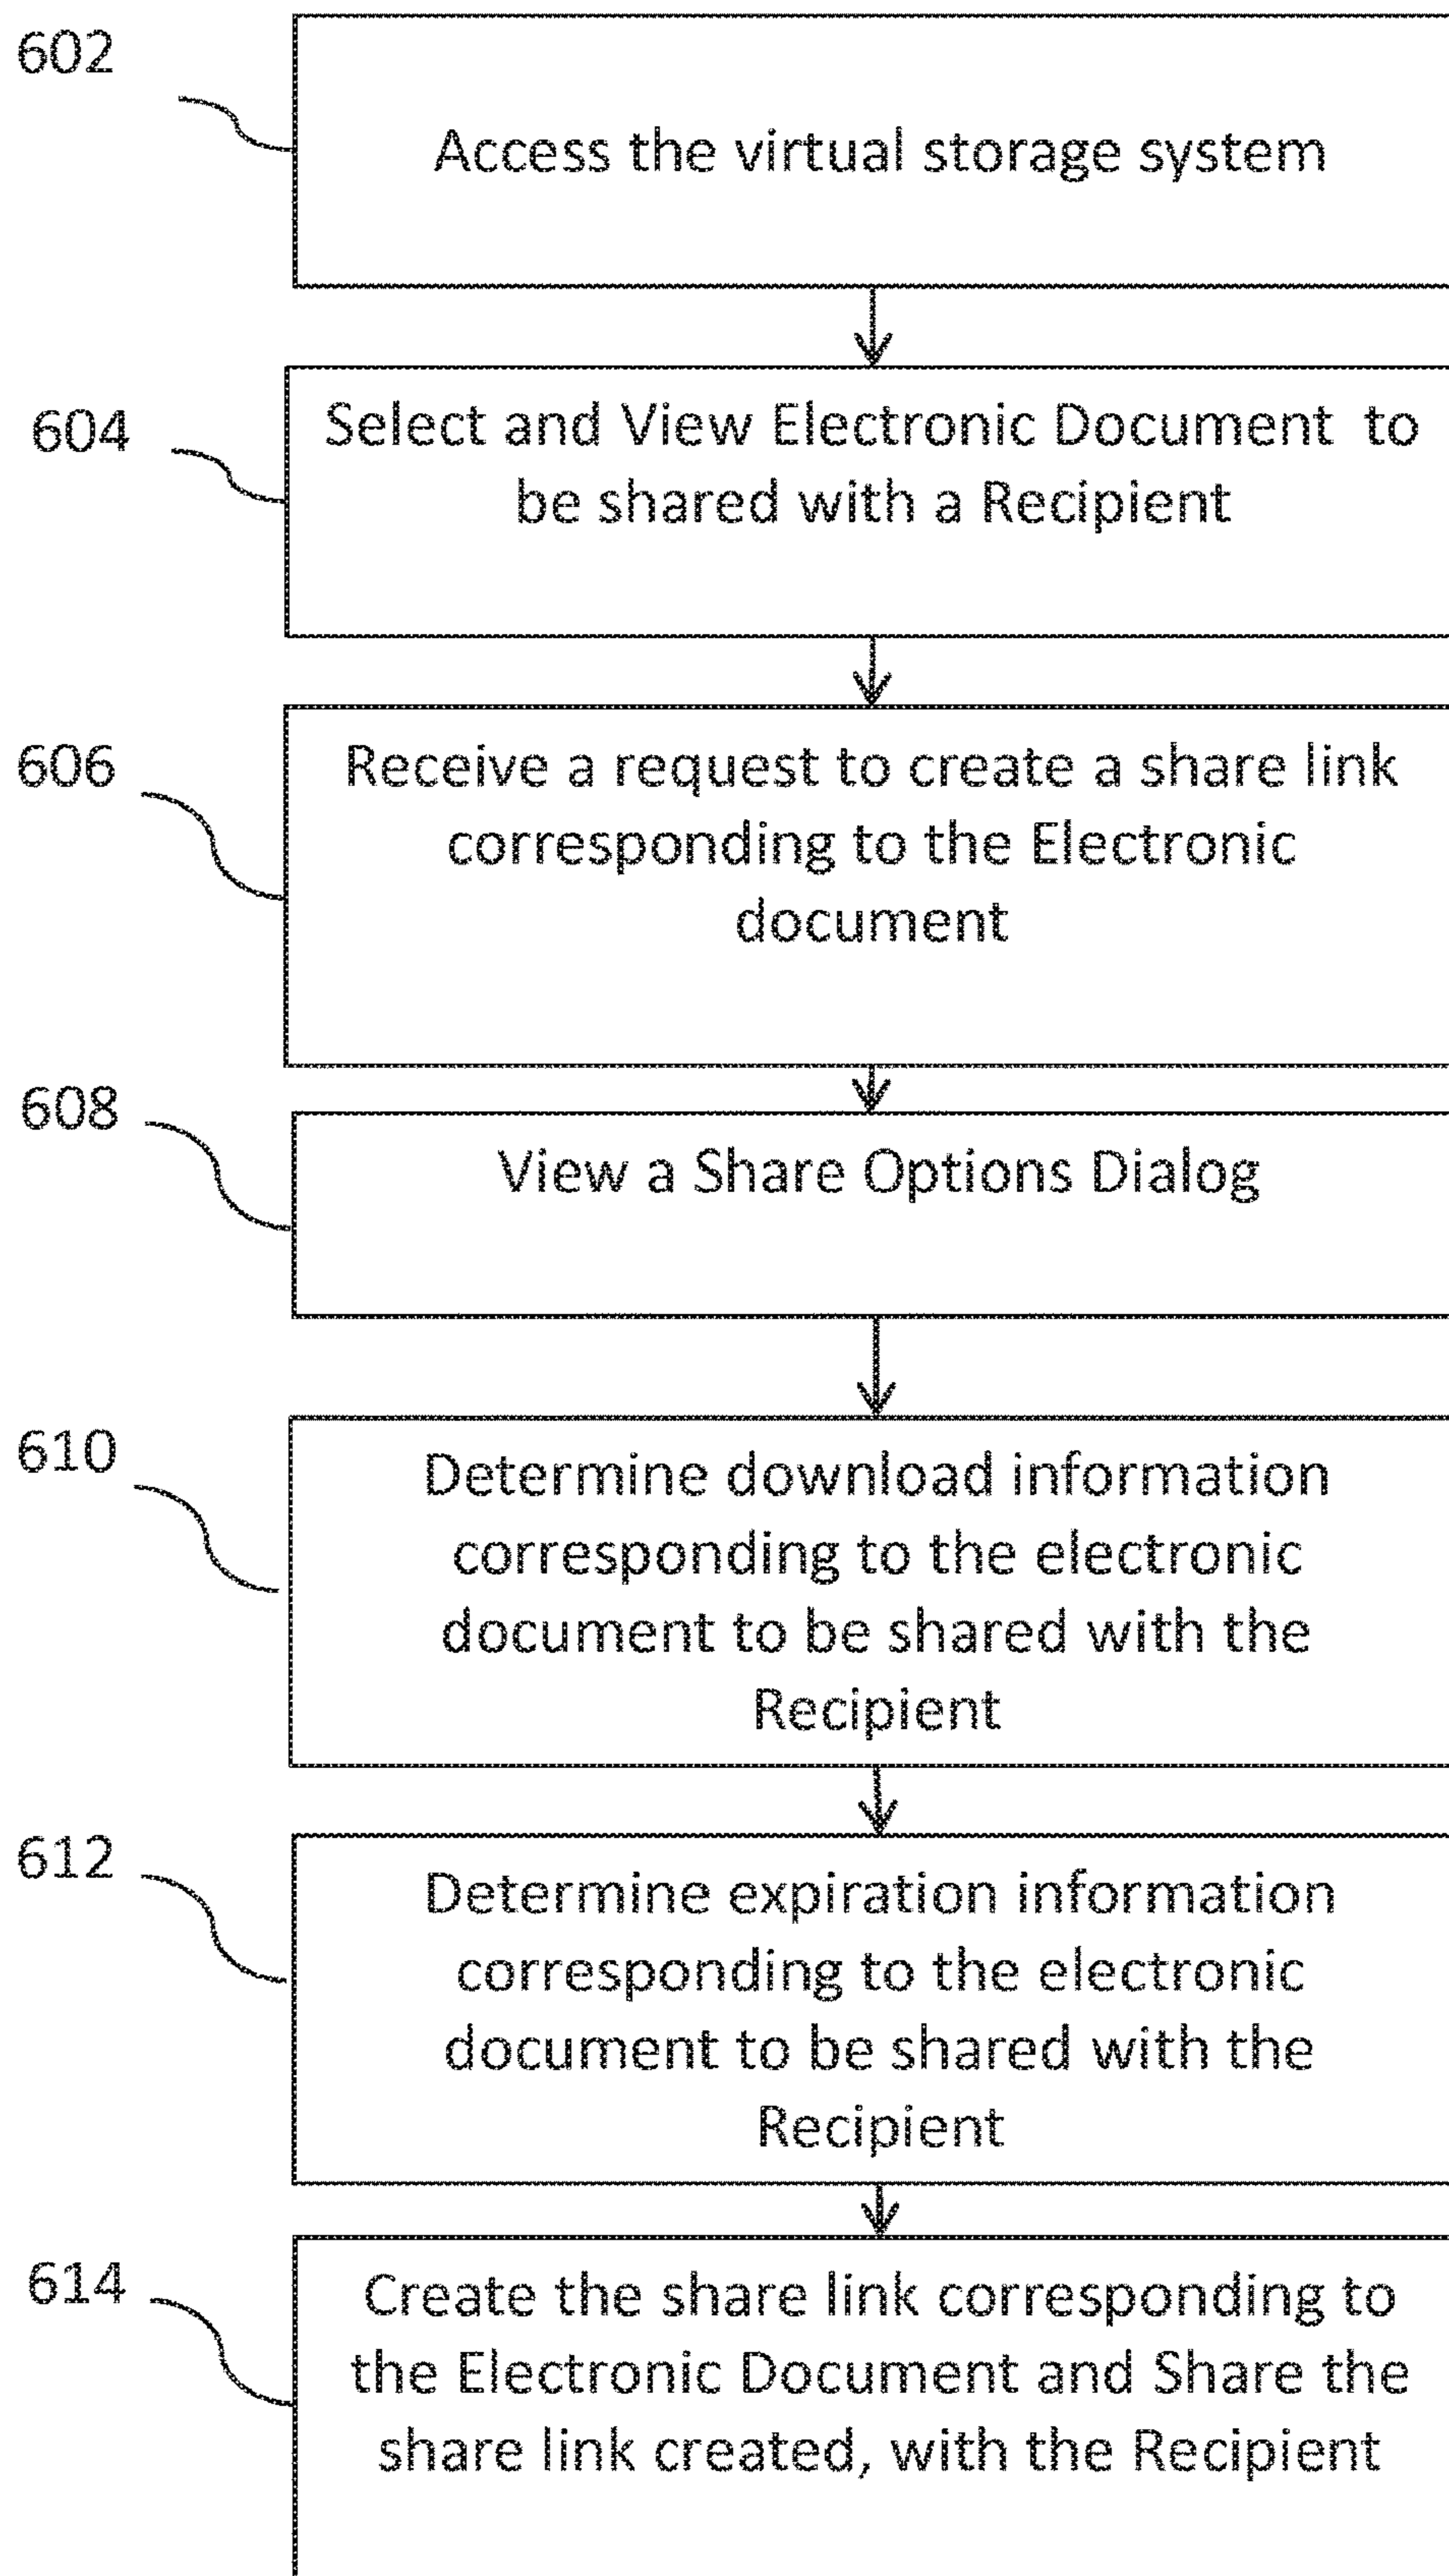 602
Access the virtual storage system
604
Select and View Electronic Document to
be shared with a Recipient
606
Receive a request to create a share link
corresponding to the Electronic
document
608
View a Share Options Dialog
610
Determine download information
corresponding to the electronic
document to be shared with the
Recipient
612
Determine expiration information
corresponding to the electronic
document to be shared with the
Recipient
614
Create the share link corresponding to
the Electronic Document and Share the
share link created, with the Recipient